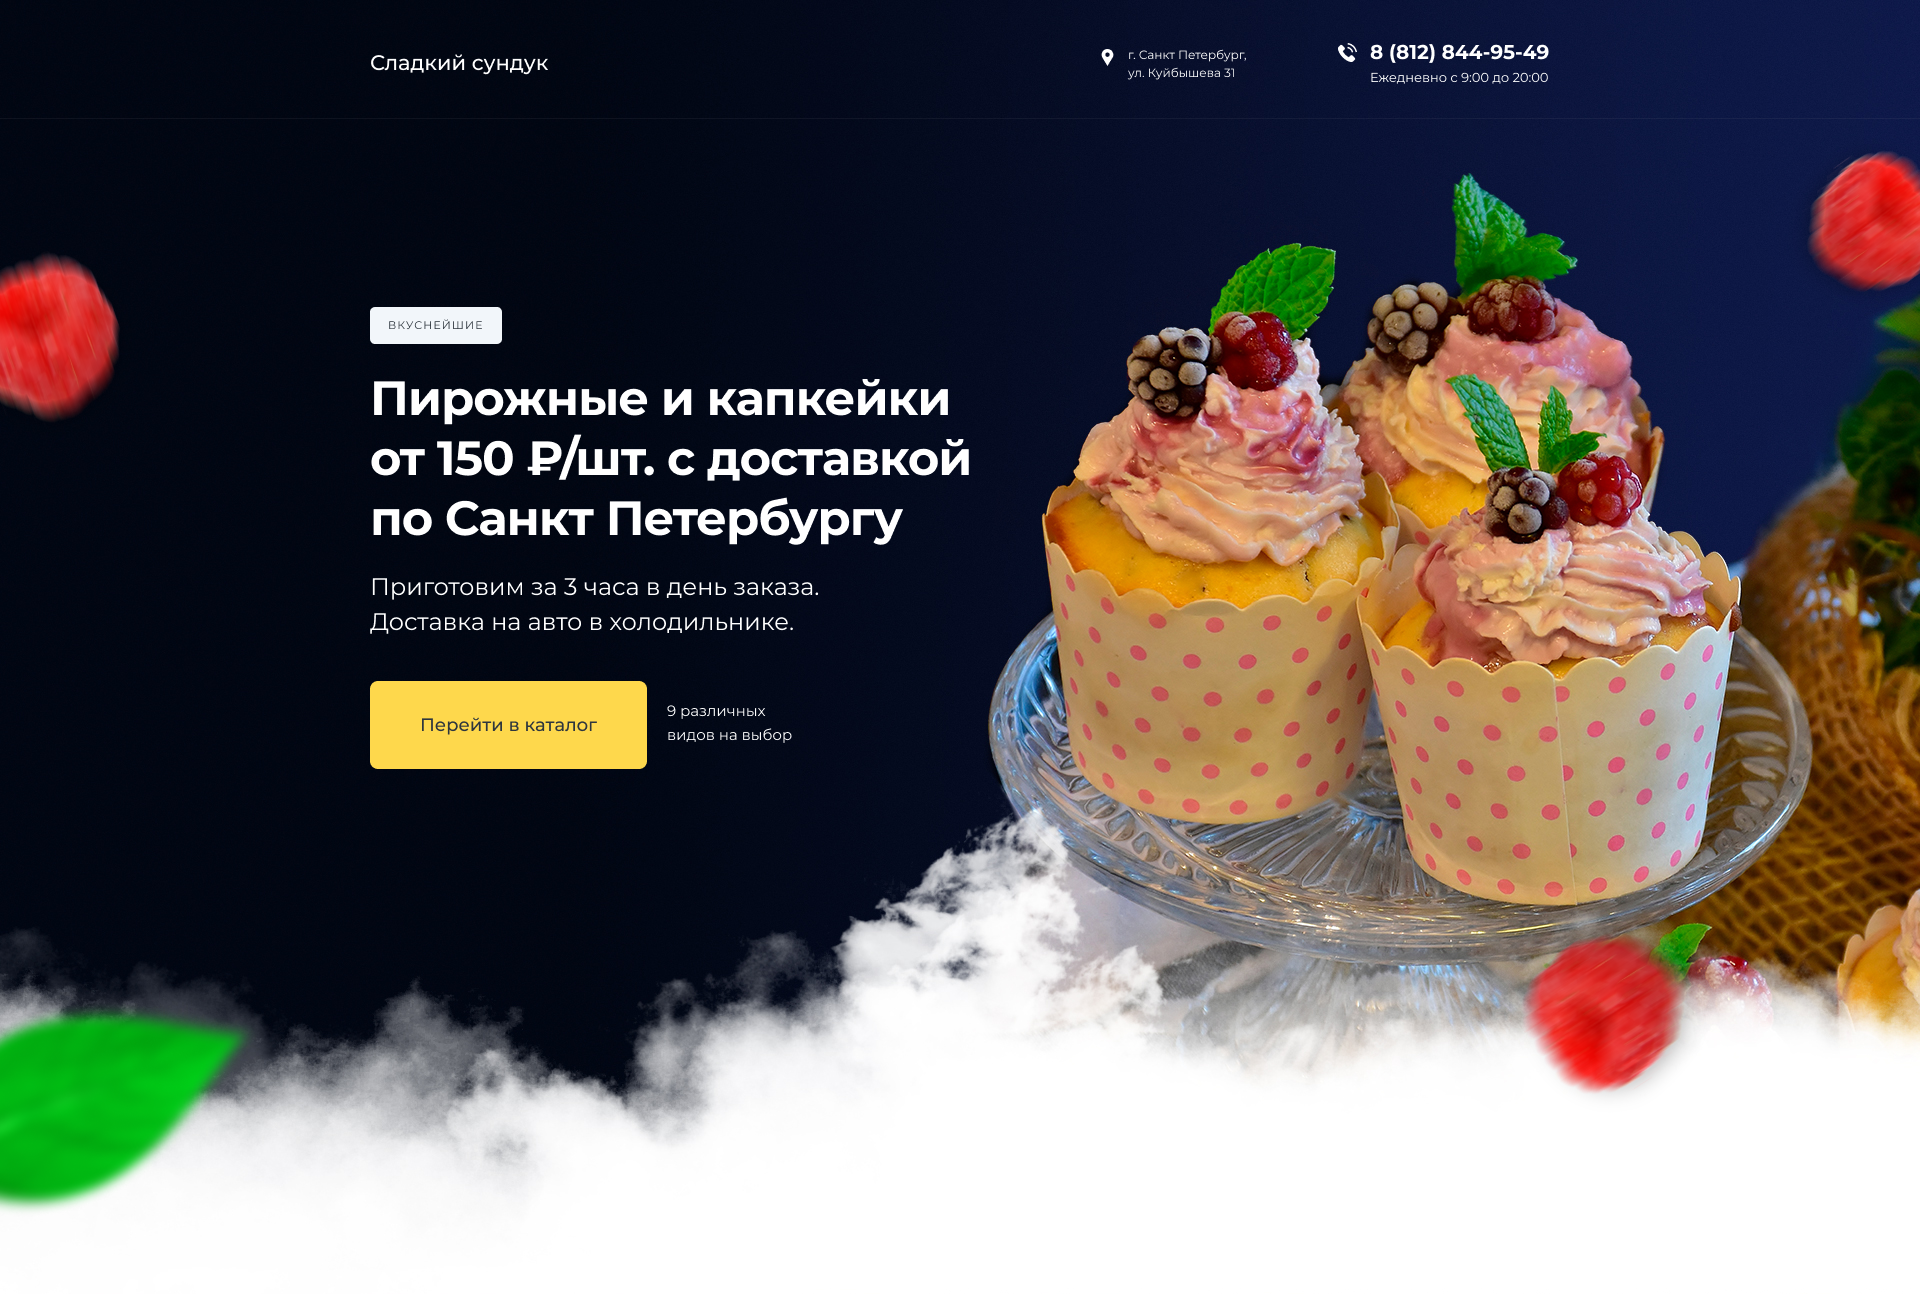 Сладкий сундук
г. Санкт Петербург,
ул. Куйбышева 31
8 (812) 844-95-49
Ежедневно с 9:00 до 20:00
ВКУСНЕЙШИЕ
Пирожные и капкейки
от 150 ₽/шт. с доставкой
по Санкт Петербургу
Приготовим за 3 часа в день заказа.
Доставка на авто в холодильнике.
Перейти в каталог
9 различных
видов на выбор